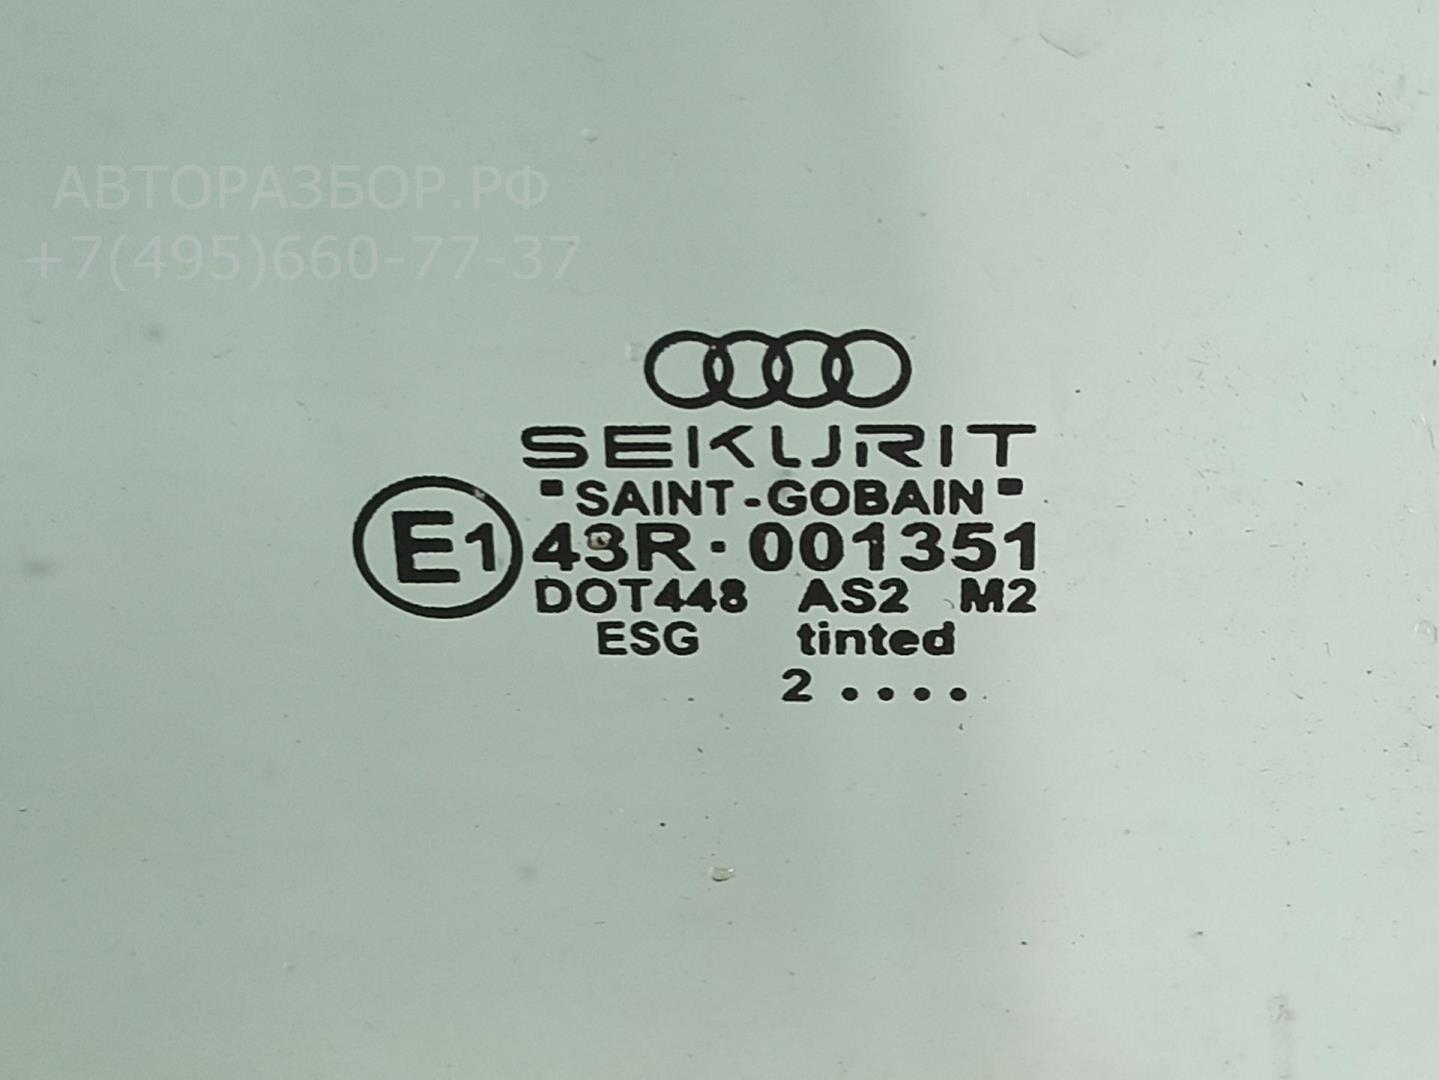 АВТОРАЗБОР.РФ
+7(495)660-77-37
SEKURIT
"SAINT-GOBAIN"
E1 43R · 001351
DOT448 AS2 M2
ESG tinted
2 ....